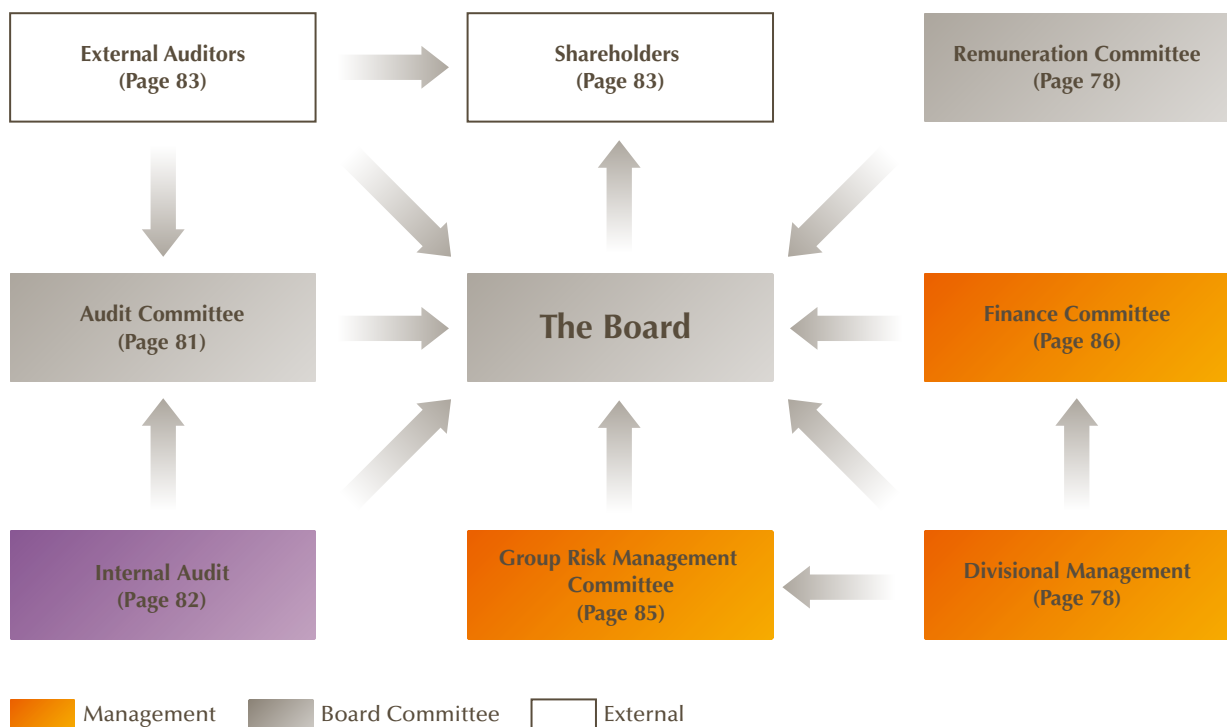 External Auditors
(Page 83)
Shareholders
(Page 83)
Remuneration Committee
(Page 78)
Audit Committee
(Page 81)
The Board
Finance Committee
(Page 86)
Internal Audit
(Page 82)
Group Risk Management
Committee
(Page 85)
Divisional Management
(Page 78)
Management
Board Committee
External